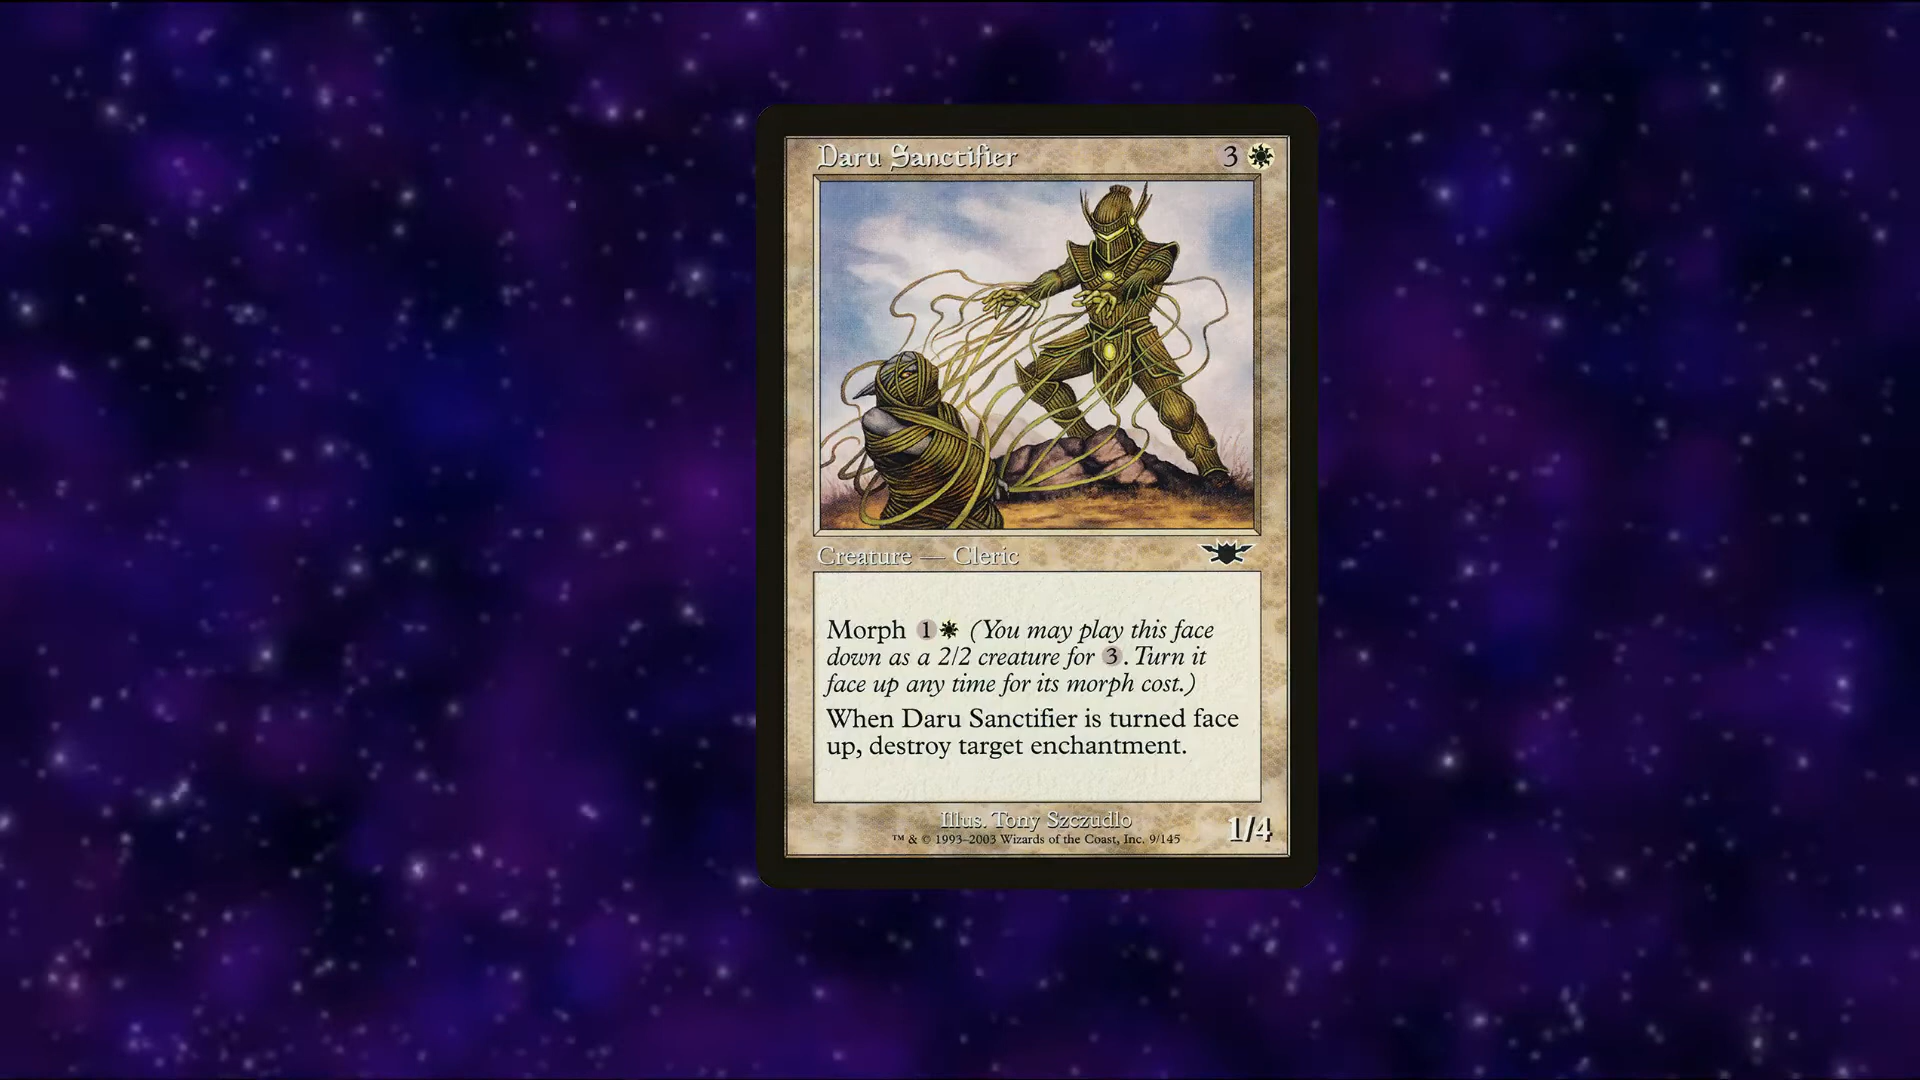 Daru Sanctifier 3
Creature — Cleric
Morph 1 (You may play this face
down as a 2/2 creature for 3. Turn it
face up any time for its morph cost.)
When Daru Sanctifier is turned face
up, destroy target enchantment.
Illus. Tony Szczudlo
1/4
™ & © 1993–2003 Wizards of the Coast, Inc. 9/145